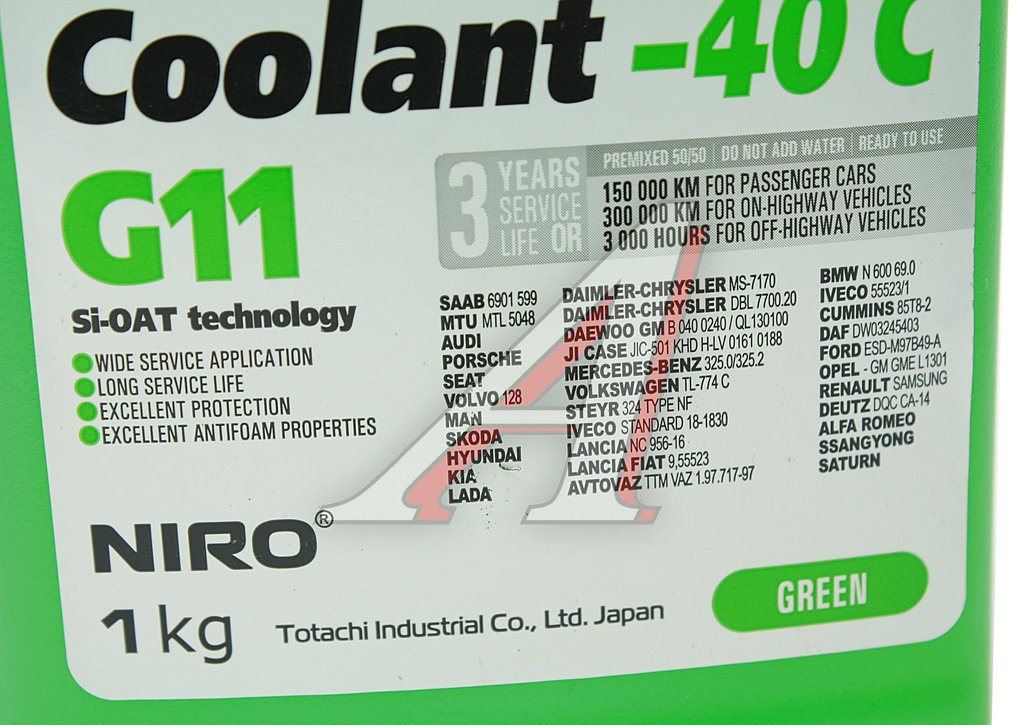 Coolant -40 C
G11
Si-OAT technology
WIDE SERVICE APPLICATION
LONG SERVICE LIFE
EXCELLENT PROTECTION
EXCELLENT ANTIFOAM PROPERTIES
3 YEARS
SERVICE
LIFE OR
PREMIXED 50/50 | DO NOT ADD WATER | READY TO USE
150 000 KM FOR PASSENGER CARS
300 000 KM FOR ON-HIGHWAY VEHICLES
3 000 HOURS FOR OFF-HIGHWAY VEHICLES
SAAB 6901 599
MTU MTL 5048
AUDI
PORSCHE
SEAT
VOLVO 128
MAN
SKODA
HYUNDAI
KIA
LADA
DAIMLER-CHRYSLER MS-7170
DAIMLER-CHRYSLER DBL 7700.20
DAEWOO GM B 040 0240 / QL130100
JI CASE JIC-501 KHD H-LV 0161 0188
MERCEDES-BENZ 325.0/325.2
VOLKSWAGEN TL-774 C
STEYR 324 TYPE NF
IVECO STANDARD 18-1830
LANCIA NC 956-16
LANCIA FIAT 9,55523
AVTOVAZ TTM VAZ 1.97.717-97
BMW N 600 69.0
IVECO 55523/1
CUMMINS 85T8-2
DAF DW03245403
FORD ESD-M97B49-A
OPEL - GM GME L1301
RENAULT SAMSUNG
DEUTZ DQC CA-14
ALFA ROMEO
SSANGYONG
SATURN
NIRO®
1 kg
Totachi Industrial Co., Ltd. Japan
GREEN